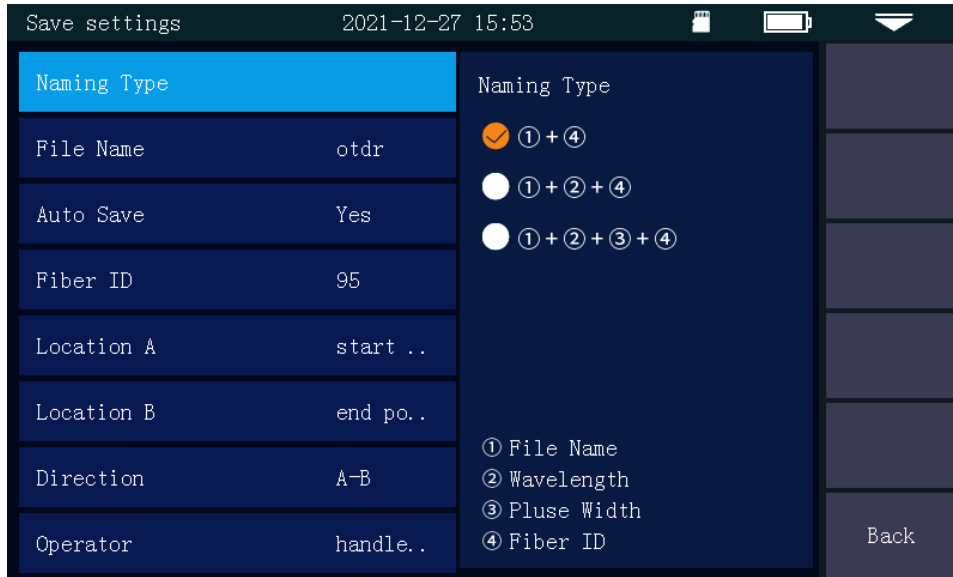 Save settings 2021-12-27 15:53
Naming Type
File Name otdr
Auto Save Yes
Fiber ID 95
Location A start ..
Location B end po..
Direction A-B
Operator handle..
Naming Type
①+④
①+②+④
①+②+③+④
① File Name
② Wavelength
③ Pluse Width
④ Fiber ID
Back